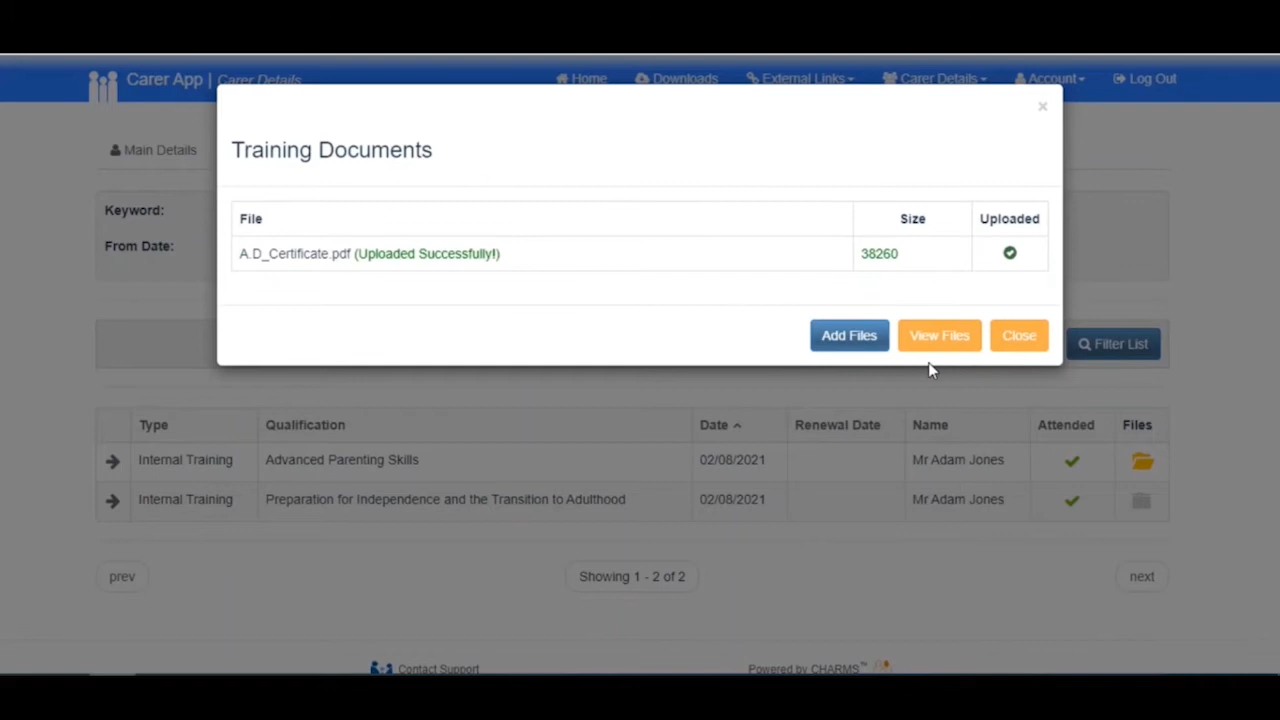 Carer App | Carer Details
Home Downloads External Links Carer Details Account Log Out
×
Training Documents
Main Details
File Size Uploaded
Keyword:
From Date:
A.D_Certificate.pdf (Uploaded Successfully!) 38260
Add Files View Files Close
Filter List
Type Qualification Date Renewal Date Name Attended Files
Internal Training Advanced Parenting Skills 02/08/2021 Mr Adam Jones
Internal Training Preparation for Independence and the Transition to Adulthood 02/08/2021 Mr Adam Jones
prev Showing 1 - 2 of 2 next
Contact Support Powered by CHARMS™